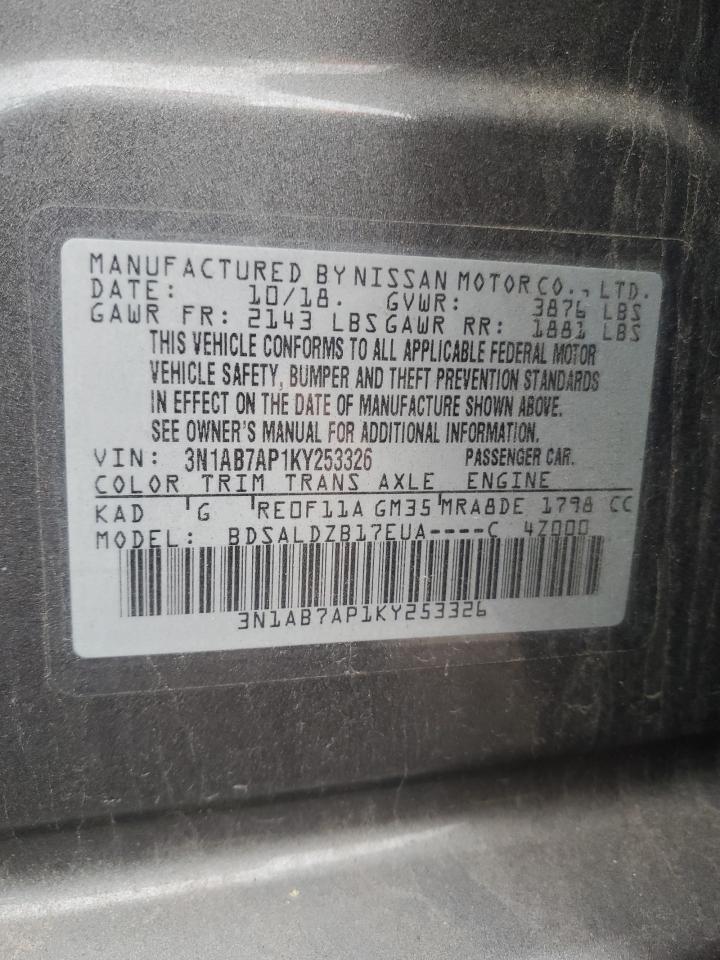 MANUFACTURED BY NISSAN MOTOR CO., LTD.
DATE: 10/18. GVWR: 3876 LBS
GAWR FR: 2143 LBS GAWR RR: 1881 LBS
THIS VEHICLE CONFORMS TO ALL APPLICABLE FEDERAL MOTOR
VEHICLE SAFETY, BUMPER AND THEFT PREVENTION STANDARDS
IN EFFECT ON THE DATE OF MANUFACTURE SHOWN ABOVE.
SEE OWNER'S MANUAL FOR ADDITIONAL INFORMATION.
VIN: 3N1AB7AP1KY253326 PASSENGER CAR.
COLOR TRIM TRANS AXLE ENGINE
KAD G RE0F11A GM35 MRA8DE 1798 CC
MODEL: BDSALDZB17EUA----C 4Z000
3N1AB7AP1KY253326